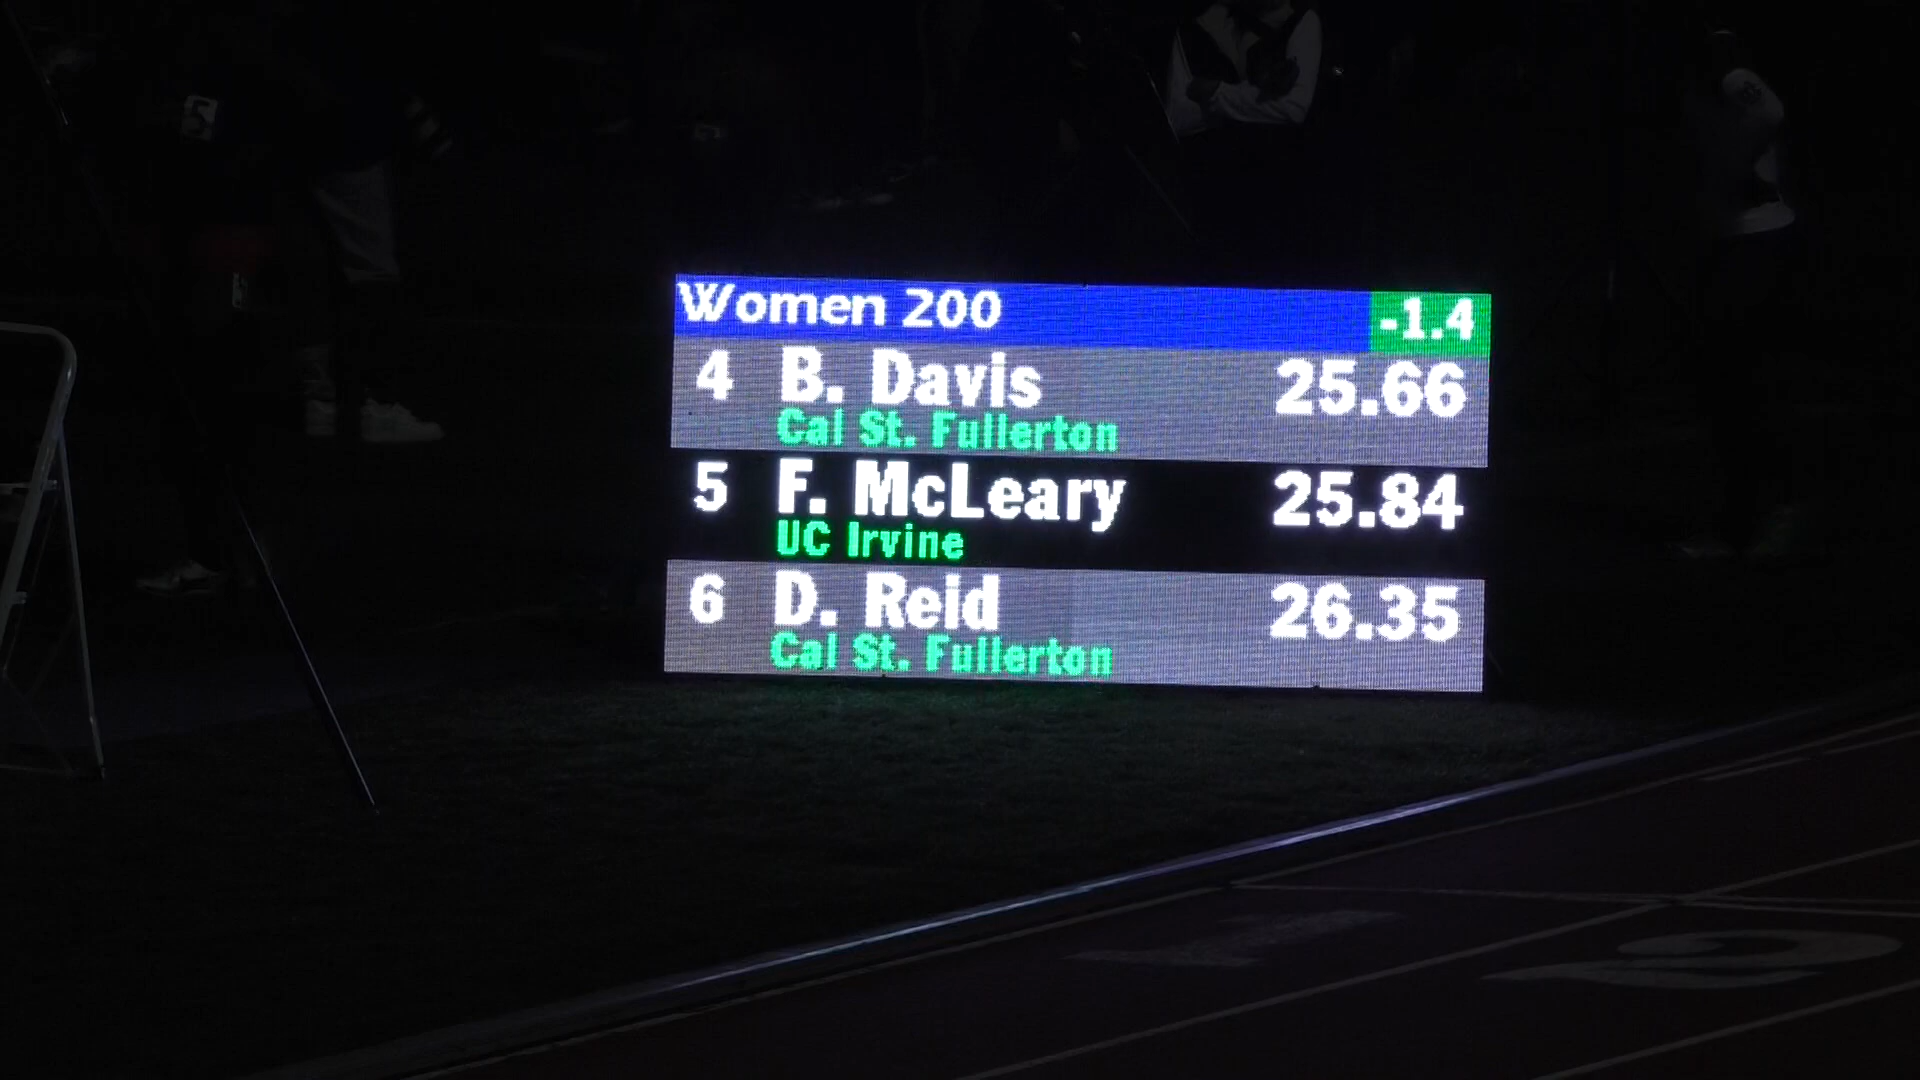 Women 200 -1.4
4 B. Davis 25.66
Cal St. Fullerton
5 F. McLeary 25.84
UC Irvine
6 D. Reid 26.35
Cal St. Fullerton